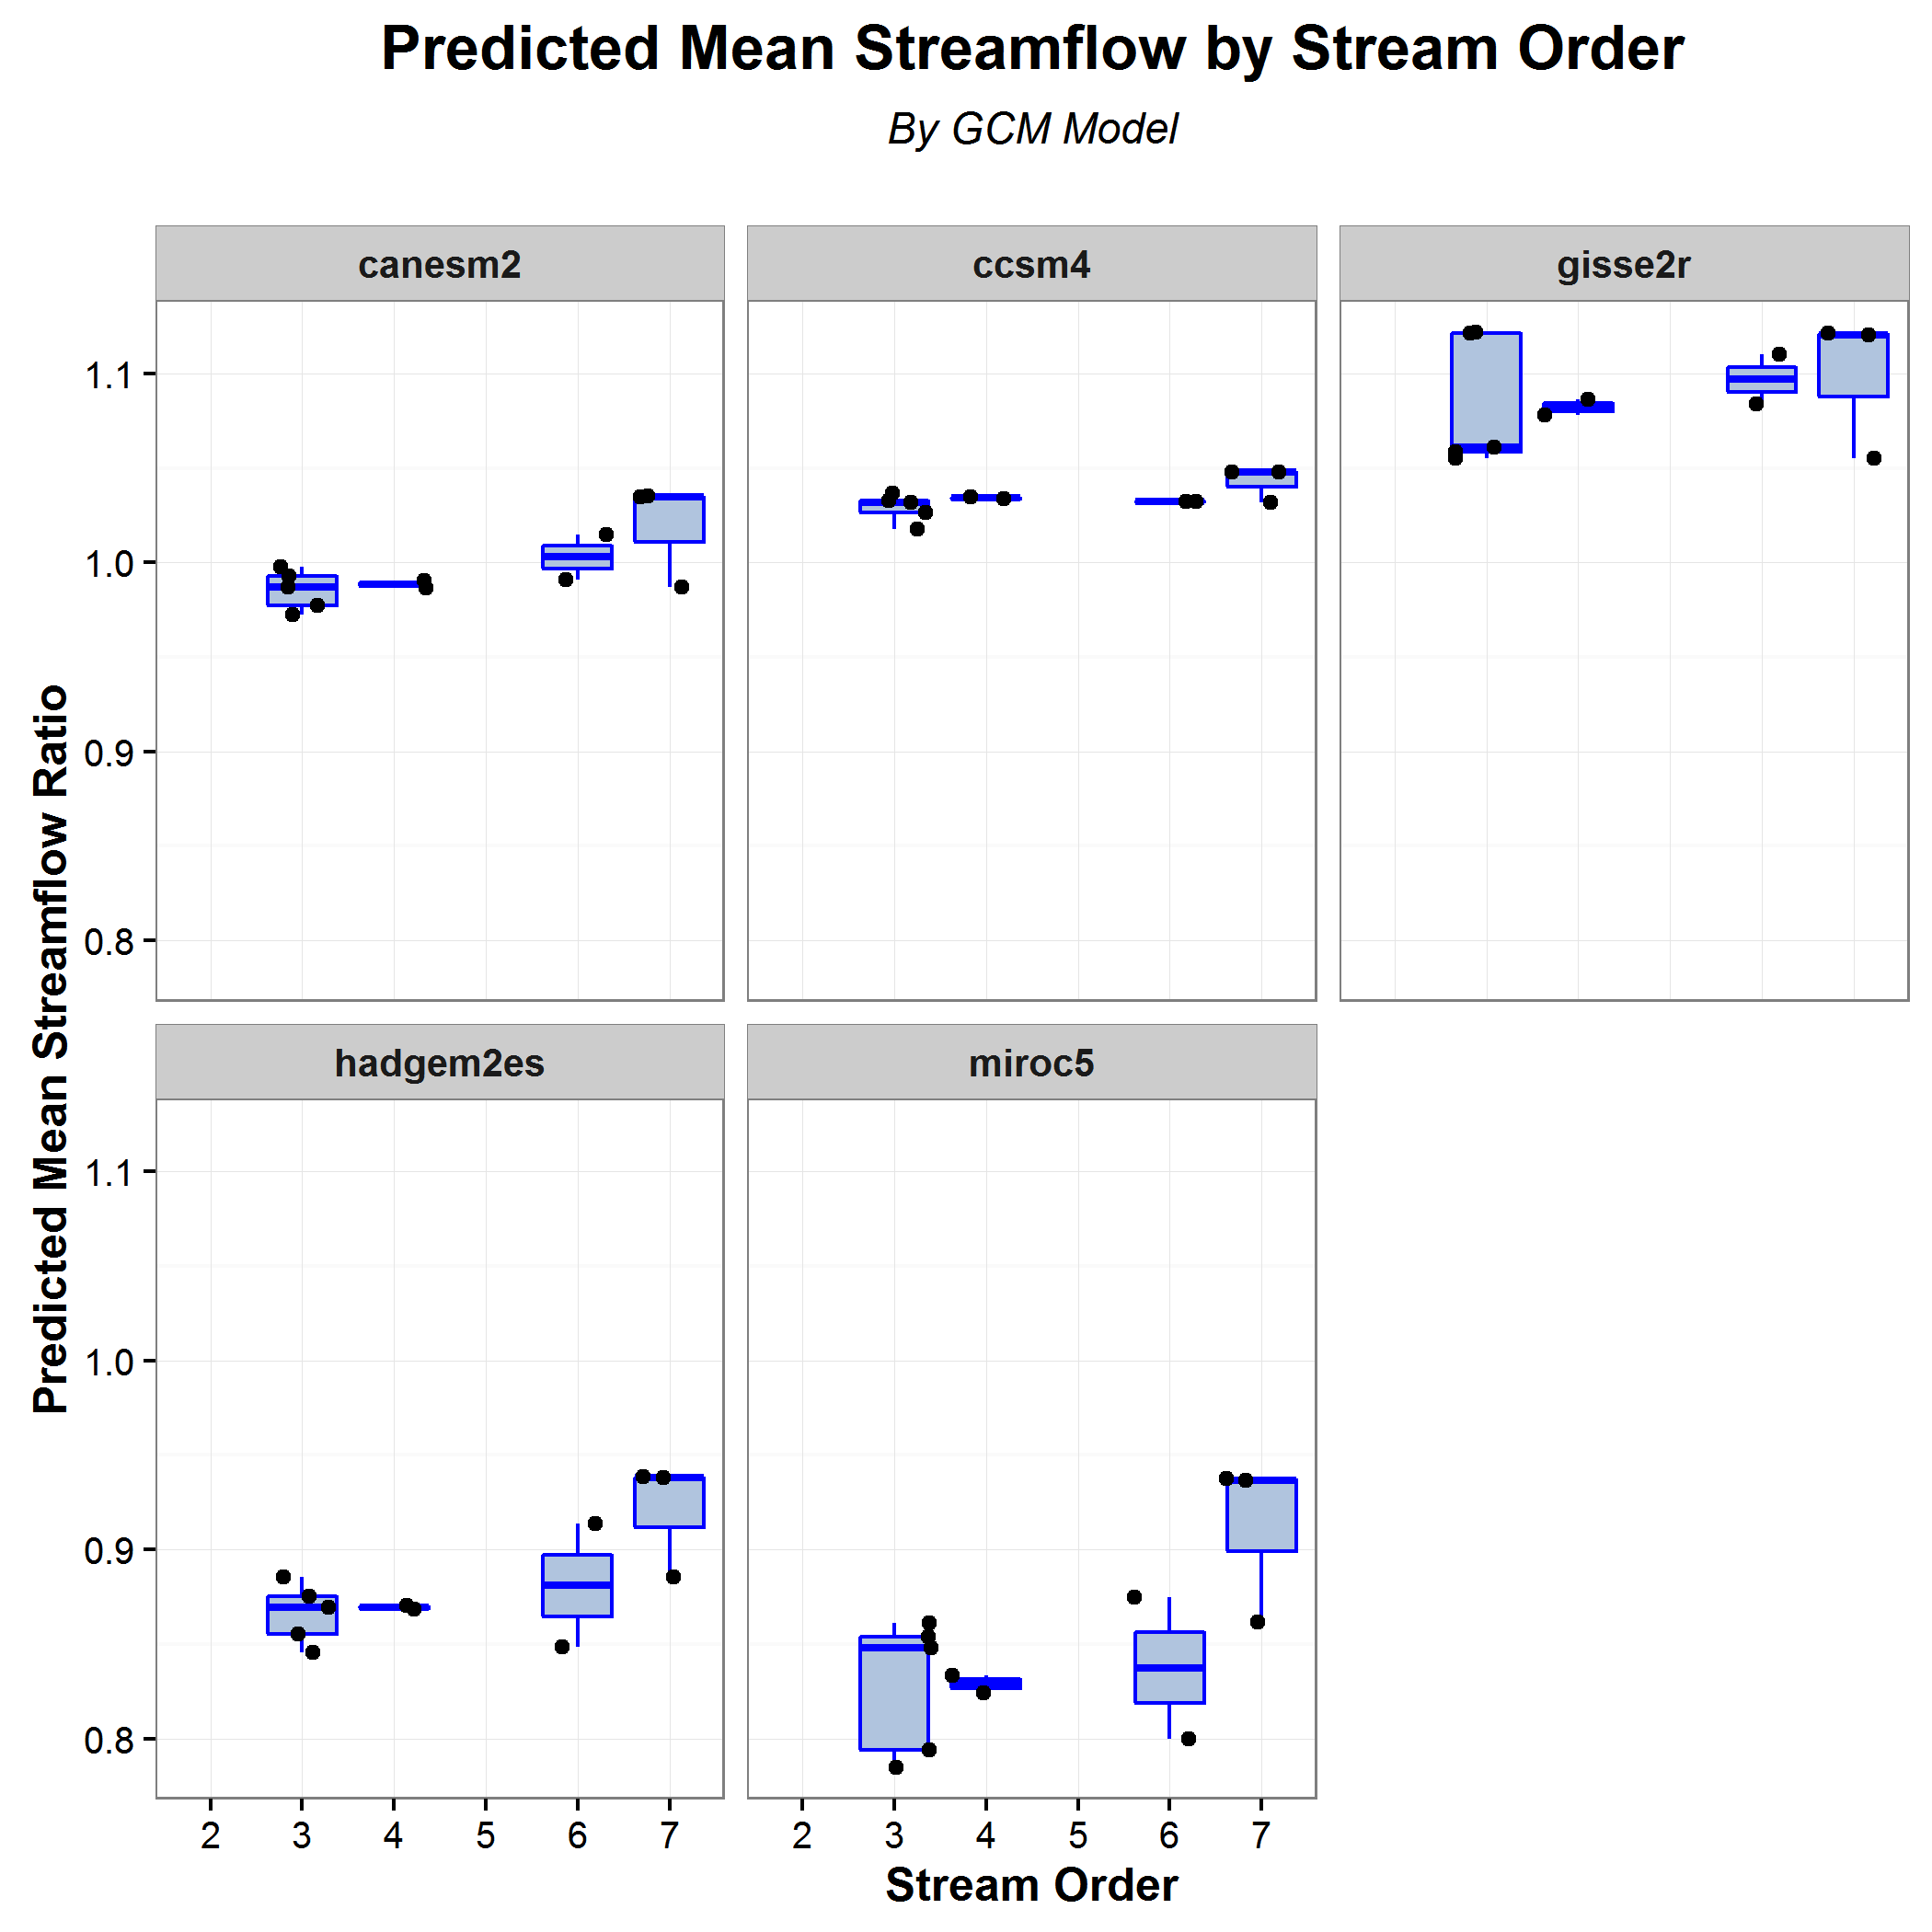 Predicted Mean Streamflow by Stream Order
By GCM Model
canesm2
ccsm4
gisse2r
1.1
1.0
0.9
0.8
Predicted Mean Streamflow Ratio
hadgem2es
miroc5
1.1
1.0
0.9
0.8
2 3 4 5 6 7
2 3 4 5 6 7
Stream Order